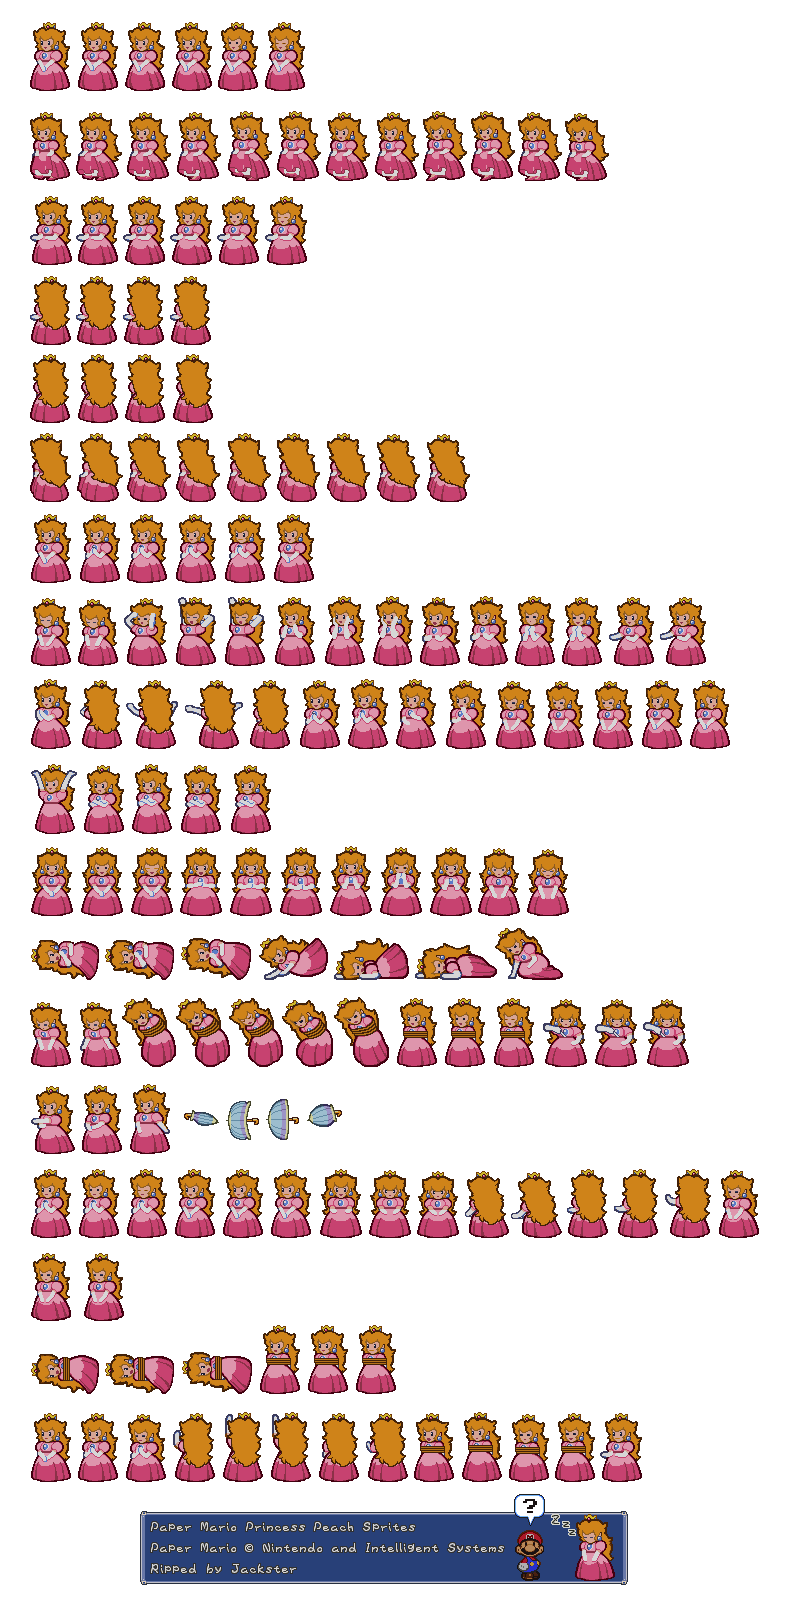 ?
z
z
z
Paper Mario Princess Peach Sprites
Paper Mario © Nintendo and Intelligent Systems
Ripped by Jackster